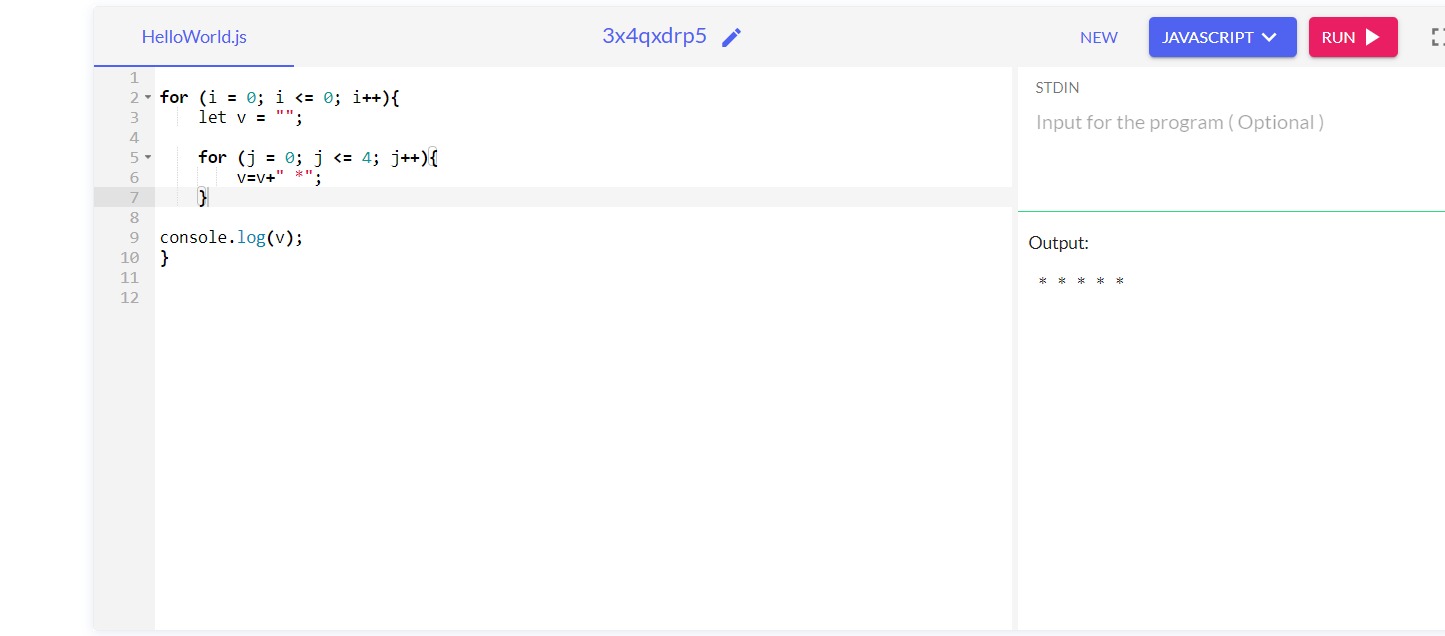 HelloWorld.js
3x4qxdrp5
NEW
JAVASCRIPT
RUN
1
2 for (i = 0; i <= 0; i++){
3     let v = "";
4
5     for (j = 0; j <= 4; j++){
6         v=v+" *";
7     }
8
9 console.log(v);
10 }
11
12
STDIN
Input for the program ( Optional )
Output:
* * * * *